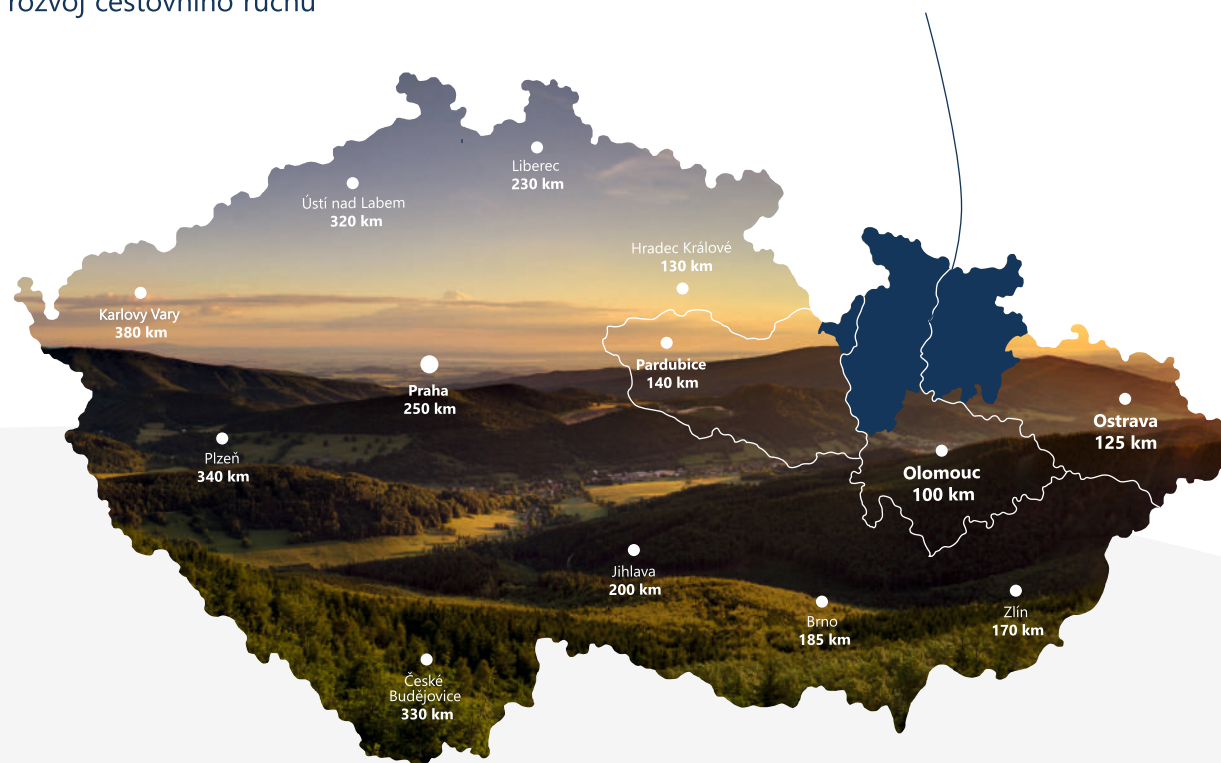 rozvoj cestovního ruchu
Liberec
230 km
Ústí nad Labem
320 km
Hradec Králové
130 km
Karlovy Vary
380 km
Pardubice
140 km
Praha
250 km
Ostrava
125 km
Plzeň
340 km
Olomouc
100 km
Jihlava
200 km
Brno
185 km
Zlín
170 km
České
Budějovice
330 km